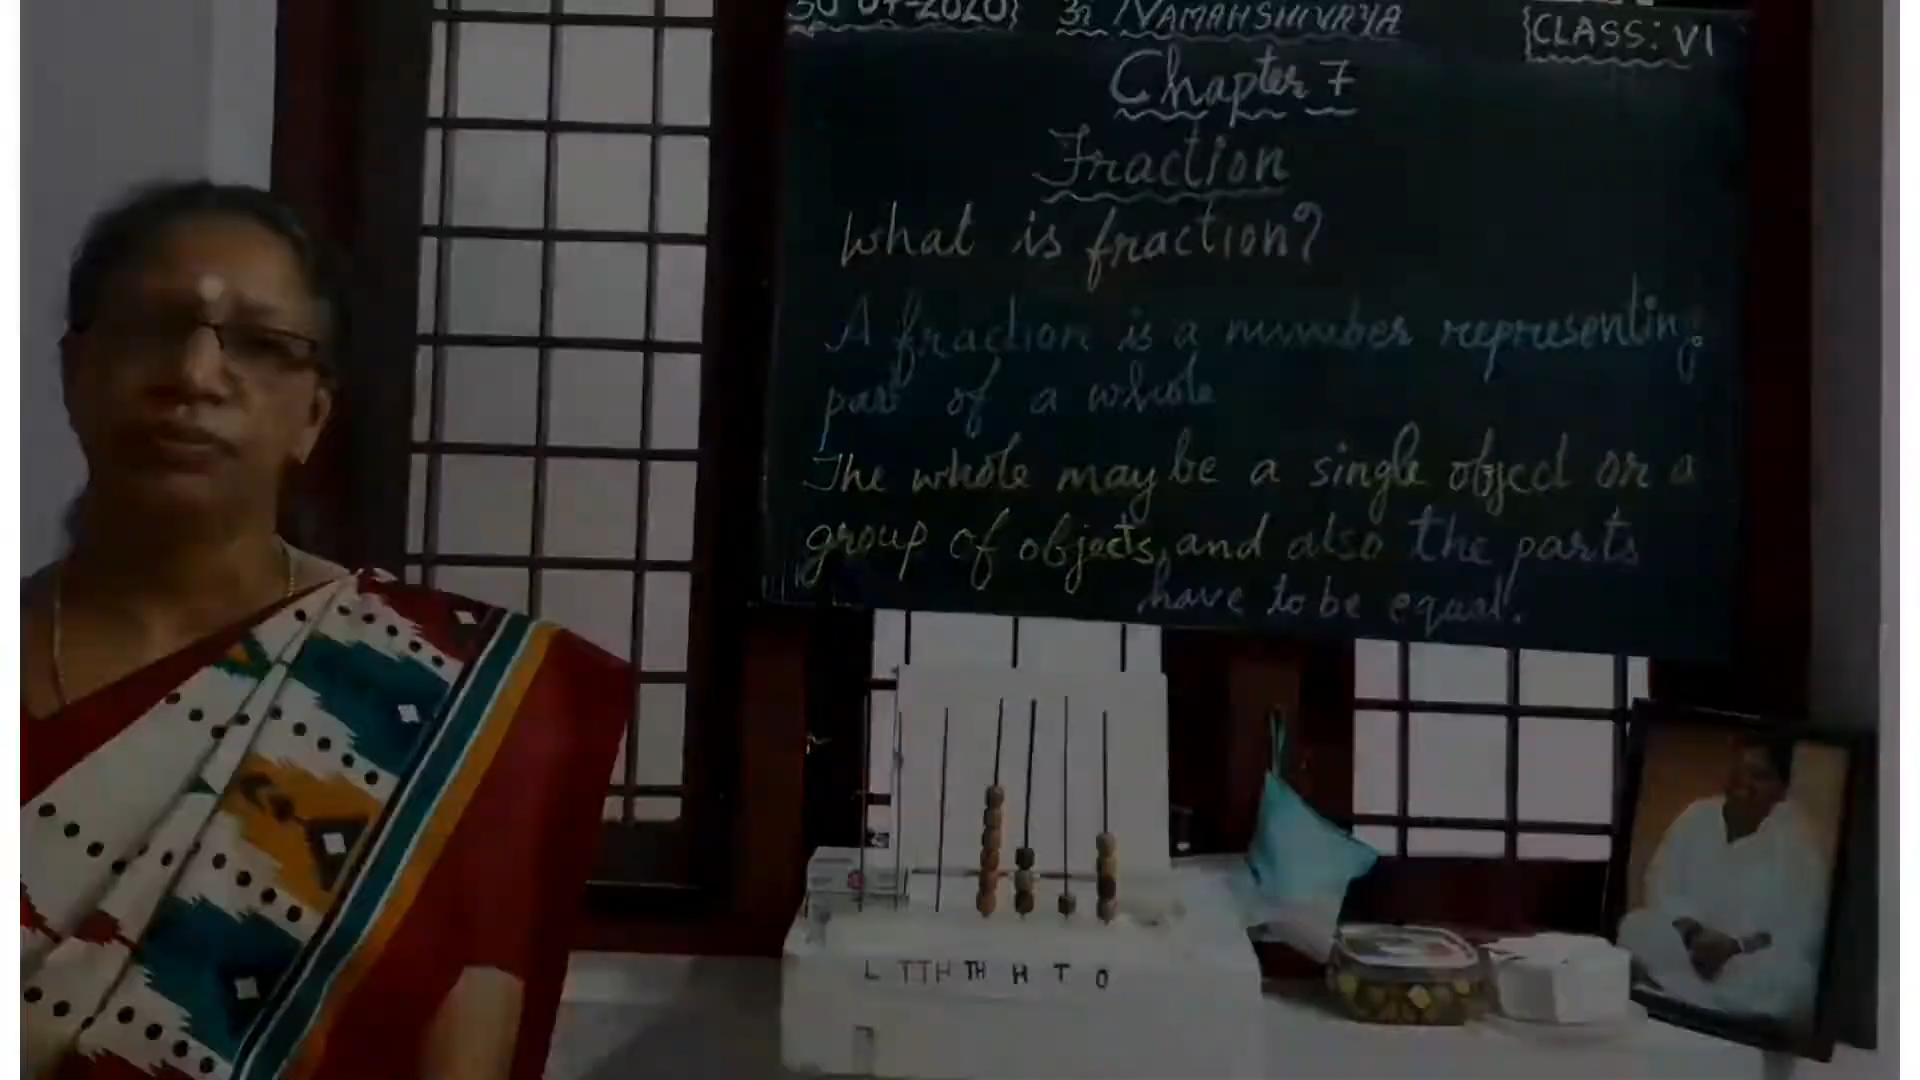 30-04-2020} ॐ NAMAHSHIVAYA {CLASS: VI
Chapter 7
Fraction
What is fraction?
A fraction is a number representing
part of a whole
The whole may be a single object or a
group of objects, and also the parts
have to be equal.
L TTH TH H T O